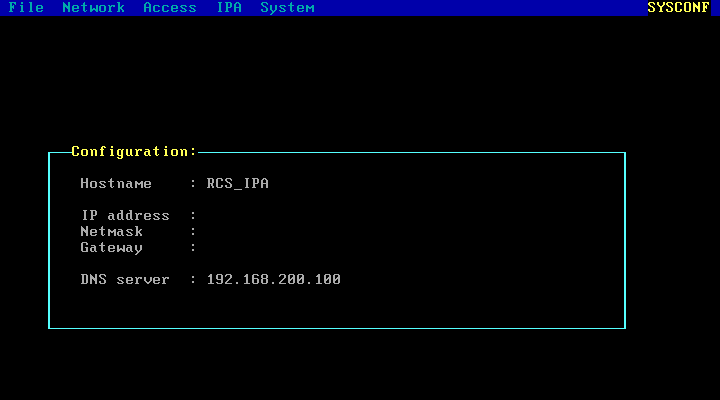 File Network Access IPA System SYSCONF
Configuration:
Hostname : RCS_IPA
IP address :
Netmask :
Gateway :
DNS server : 192.168.200.100